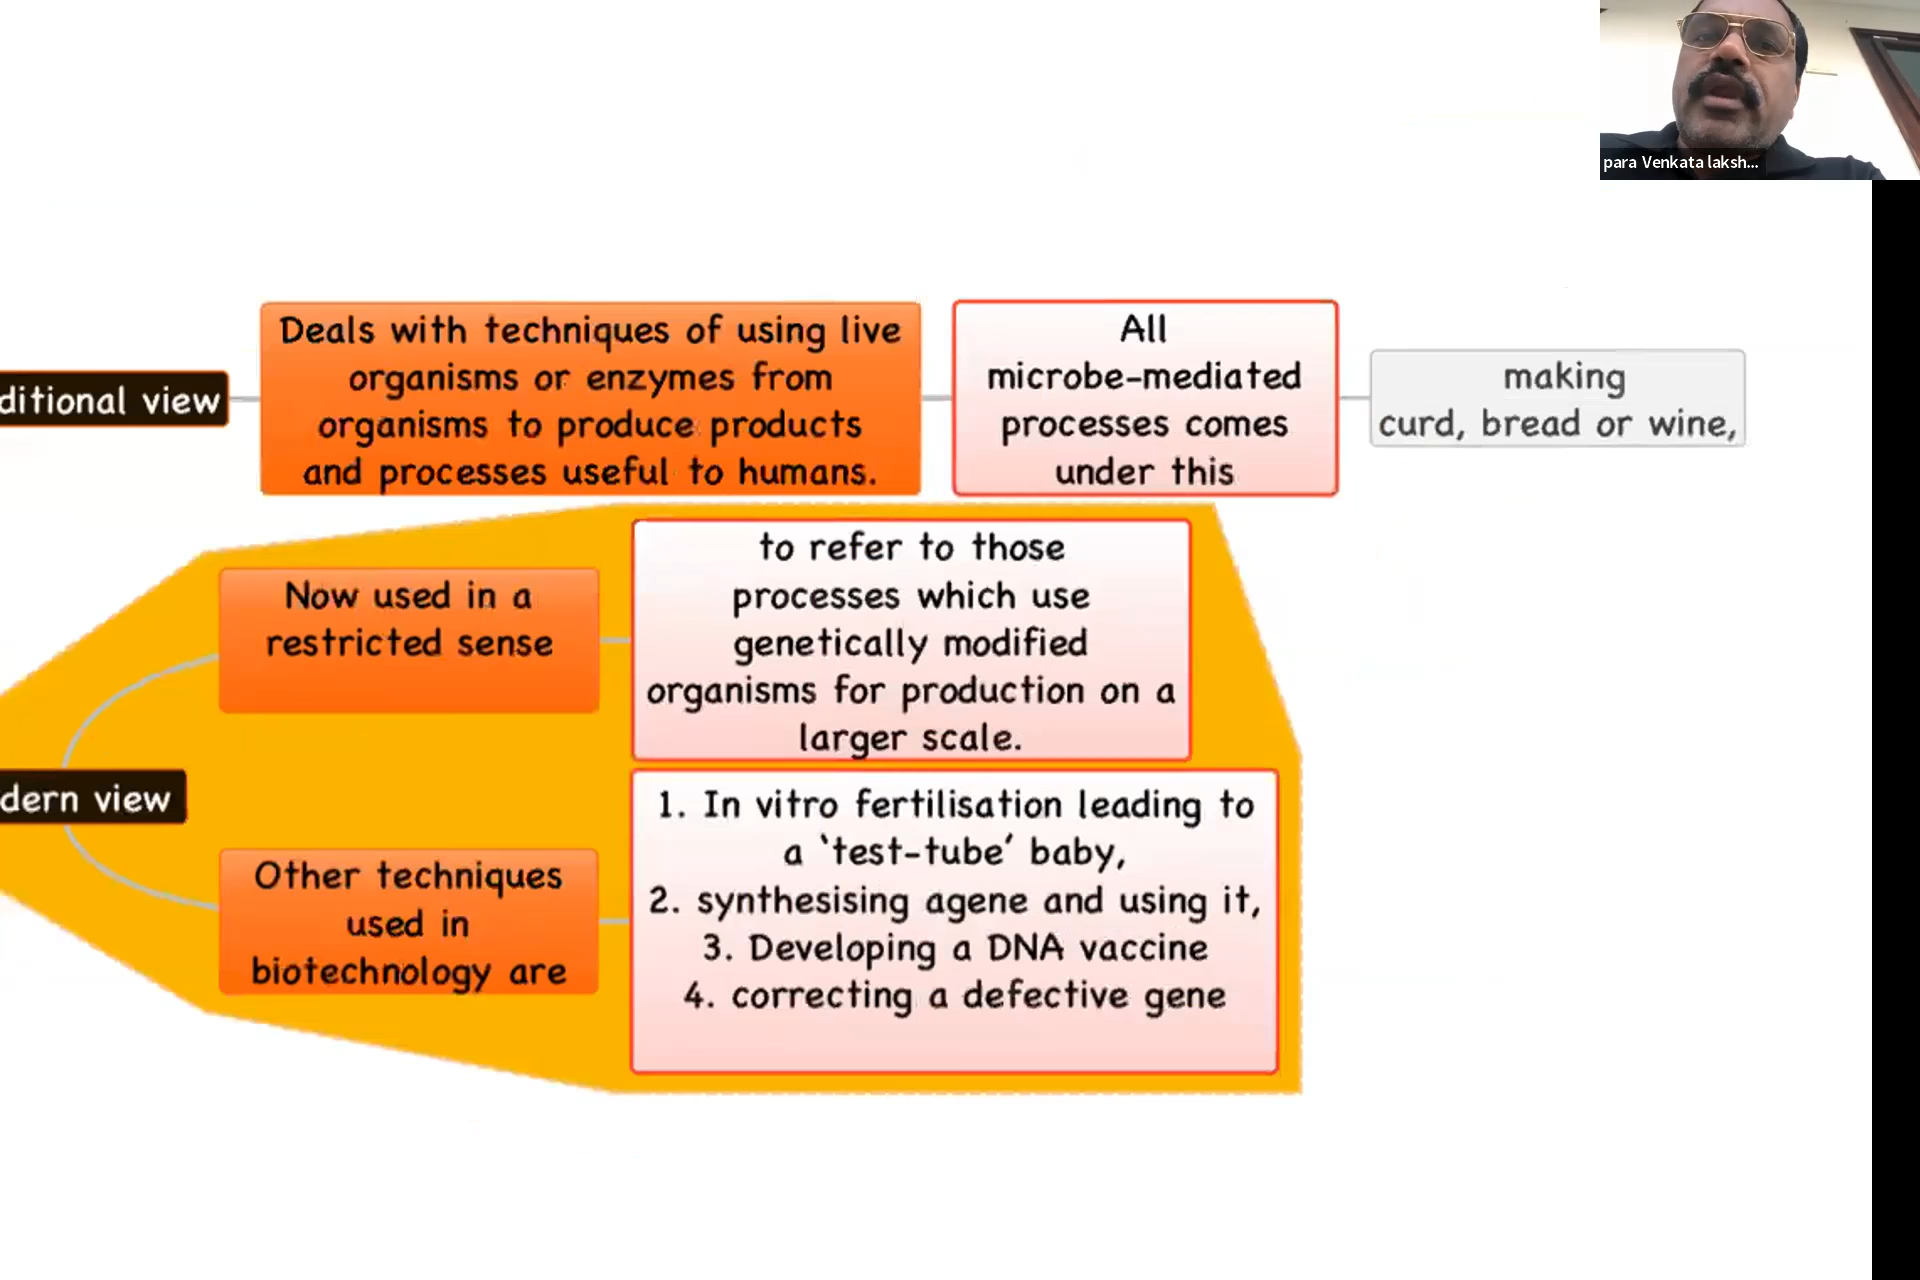 para Venkata laksh...
ditional view
Deals with techniques of using live
organisms or enzymes from
organisms to produce products
and processes useful to humans.
All
microbe-mediated
processes comes
under this
making
curd, bread or wine,
dern view
Now used in a
restricted sense
to refer to those
processes which use
genetically modified
organisms for production on a
larger scale.
Other techniques
used in
biotechnology are
1. In vitro fertilisation leading to
a ‘test-tube’ baby,
2. synthesising agene and using it,
3. Developing a DNA vaccine
4. correcting a defective gene